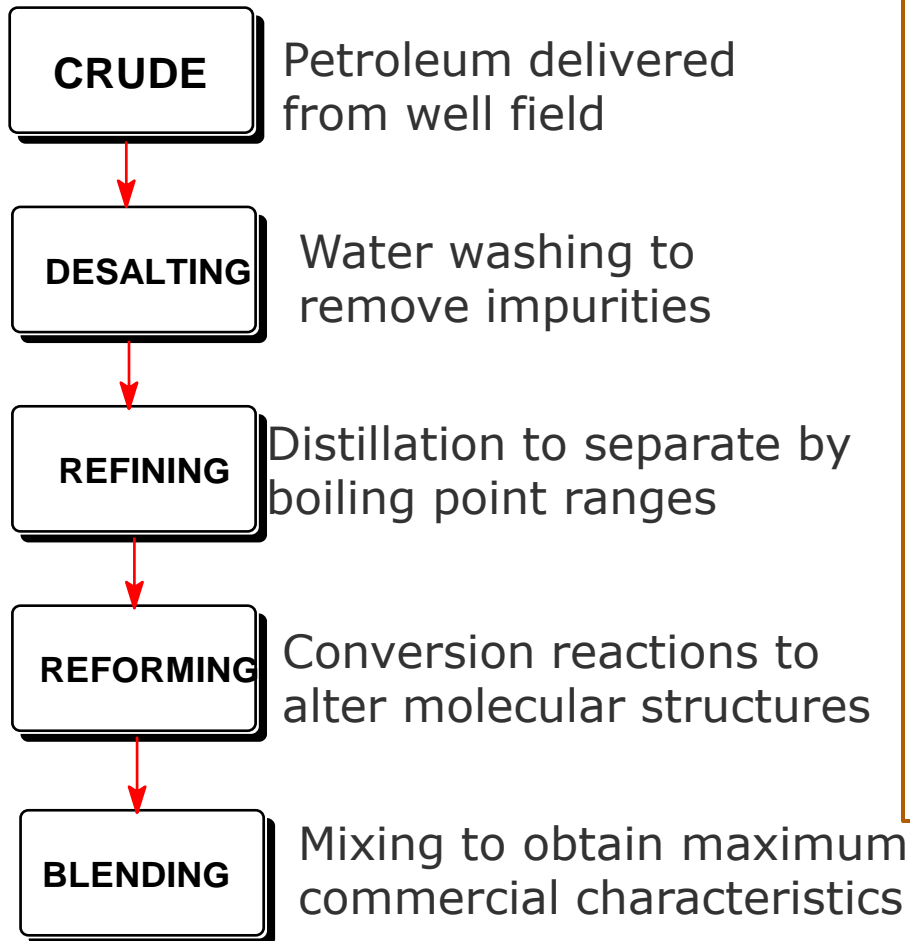 CRUDE
Petroleum delivered
from well field
DESALTING
Water washing to
remove impurities
REFINING
Distillation to separate by
boiling point ranges
REFORMING
Conversion reactions to
alter molecular structures
BLENDING
Mixing to obtain maximum
commercial characteristics